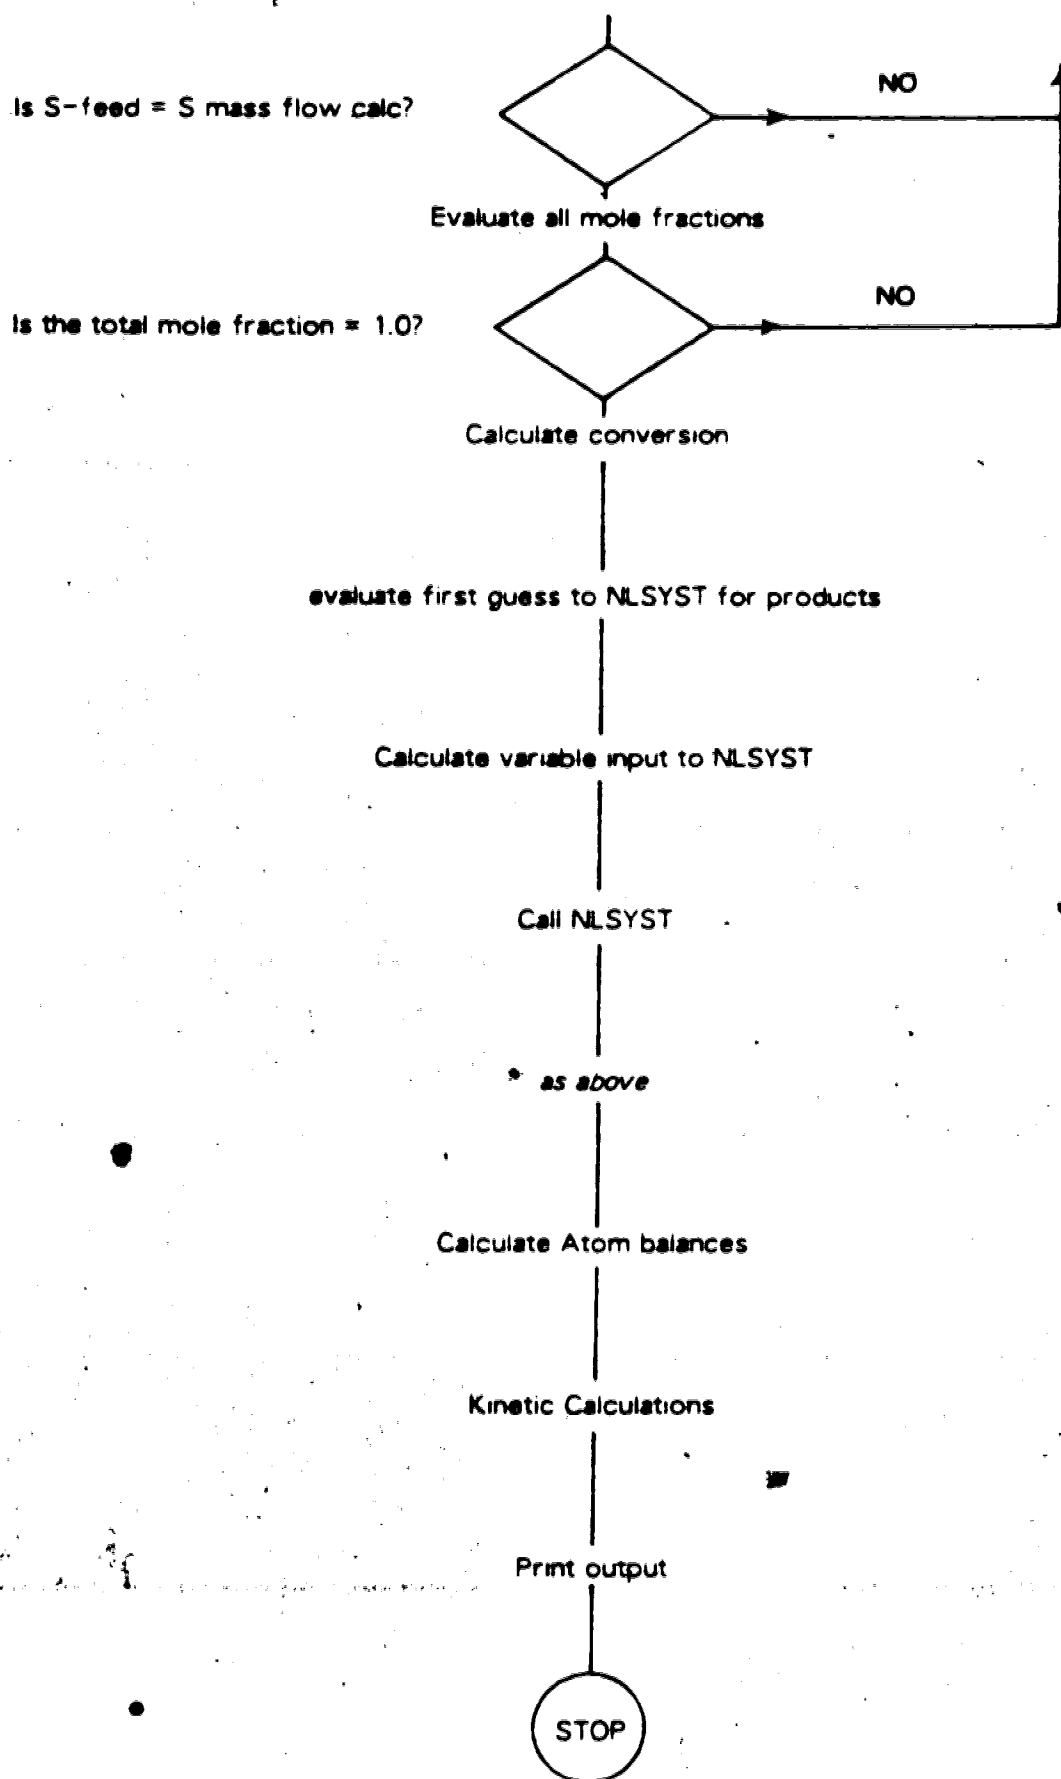 NO
Is S-feed = S mass flow calc?
Evaluate all mole fractions
NO
Is the total mole fraction = 1.0?
Calculate conversion
evaluate first guess to NLSYST for products
Calculate variable input to NLSYST
Call NLSYST
* as above
Calculate Atom balances
Kinetic Calculations
Print output
STOP